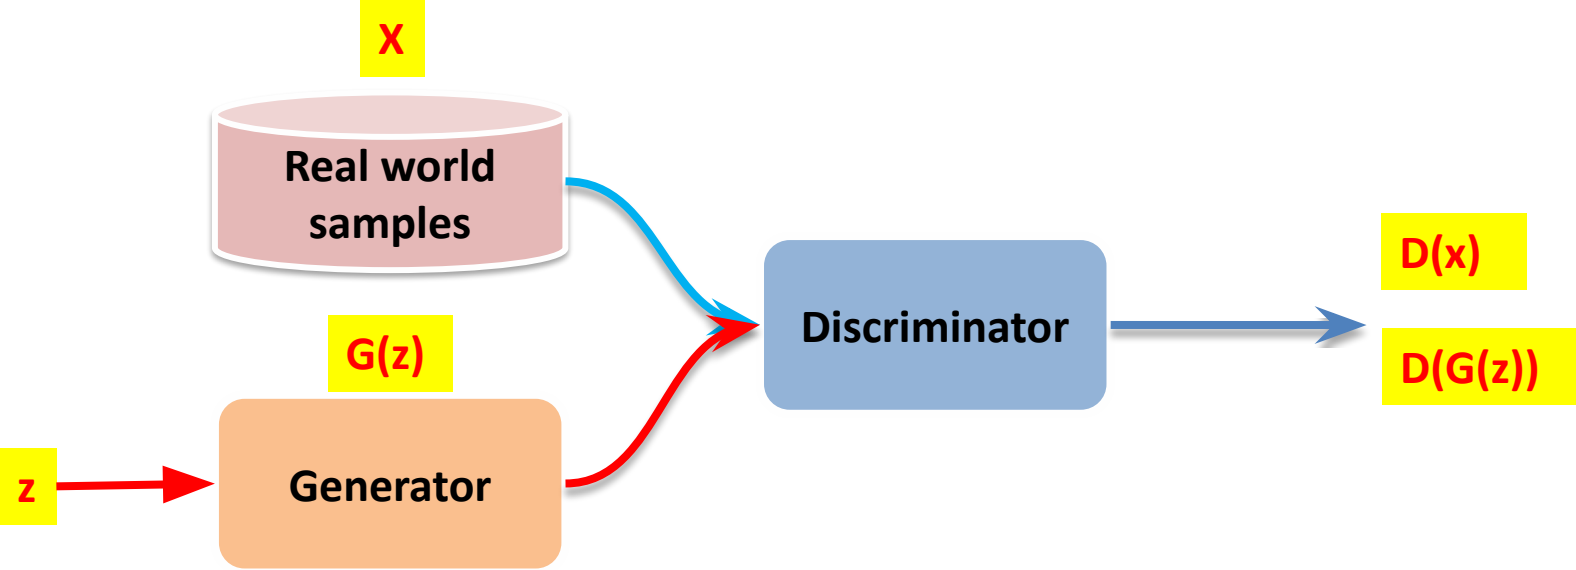 X
Real world
samples
G(z)
z
Generator
Discriminator
D(x)
D(G(z))